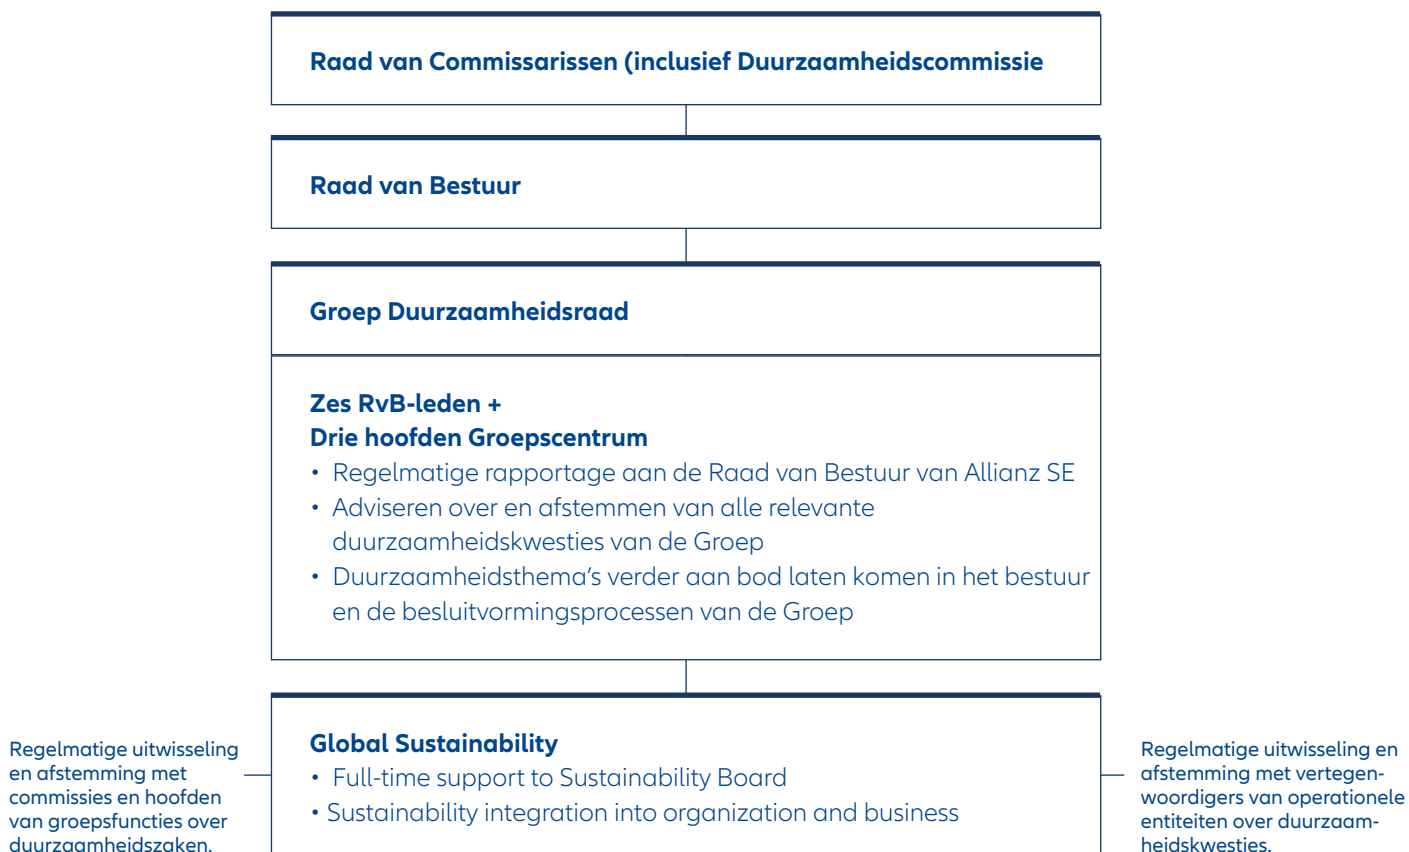 Raad van Commissarissen (inclusief Duurzaamheidscommissie
Raad van Bestuur
Groep Duurzaamheidsraad
Zes RvB-leden +
Drie hoofden Groepscentrum
• Regelmatige rapportage aan de Raad van Bestuur van Allianz SE
• Adviseren over en afstemmen van alle relevante
duurzaamheidskwesties van de Groep
• Duurzaamheidsthema’s verder aan bod laten komen in het bestuur
en de besluitvormingsprocessen van de Groep
Regelmatige uitwisseling
en afstemming met
commissies en hoofden
van groepsfuncties over
duurzaamheidszaken.
Global Sustainability
• Full-time support to Sustainability Board
• Sustainability integration into organization and business
Regelmatige uitwisseling en
afstemming met vertegen-
woordigers van operationele
entiteiten over duurzaam-
heidskwesties.